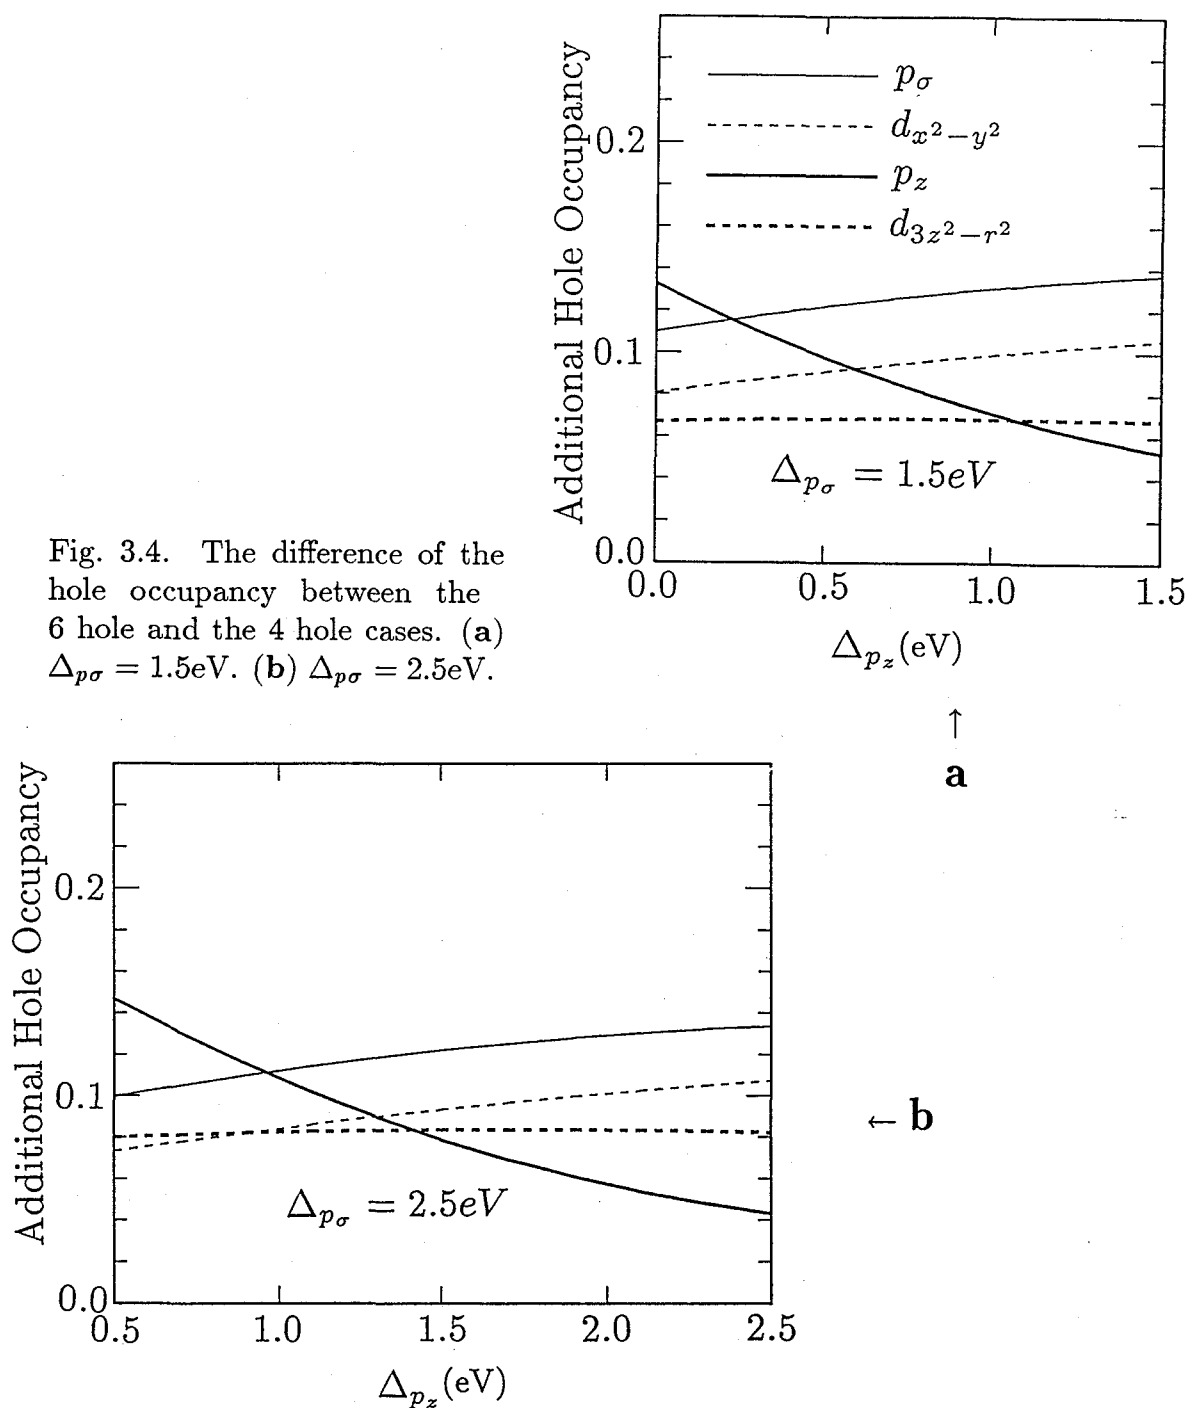 Additional Hole Occupancy
p_σ
d_{x²−y²}
p_z
d_{3z²−r²}
0.2
0.1
0.0
Δ_{p_σ} = 1.5eV
0.0 0.5 1.0 1.5
Δ_{p_z}(eV)
↑
a
Fig. 3.4. The difference of the
hole occupancy between the
6 hole and the 4 hole cases. (a)
Δ_{pσ} = 1.5eV. (b) Δ_{pσ} = 2.5eV.
Additional Hole Occupancy
0.2
0.1
0.0
Δ_{p_σ} = 2.5eV
0.5 1.0 1.5 2.0 2.5
Δ_{p_z}(eV)
← b